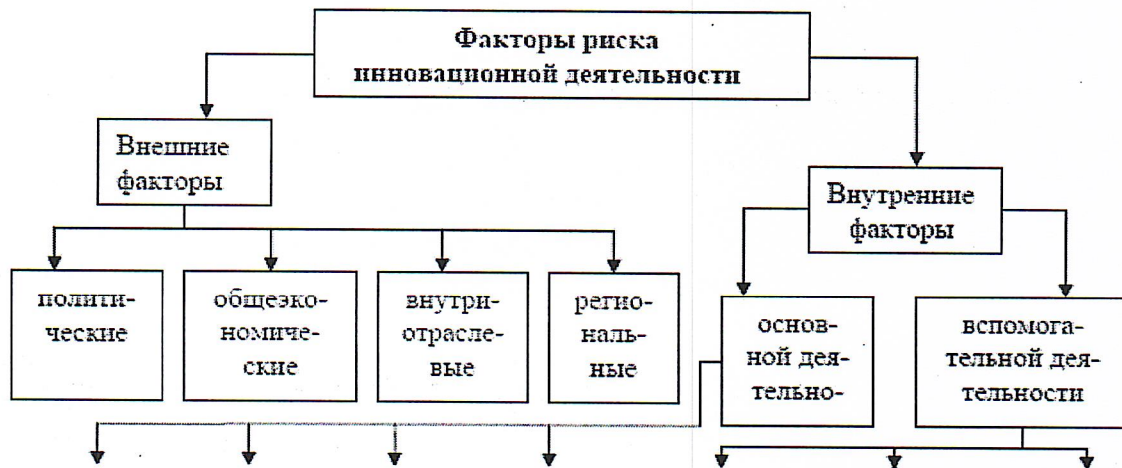 Факторы риска
инновационной деятельности
Внешние
факторы
Внутренние
факторы
полити-
ческие
общеэко-
номиче-
ские
внутри-
отрасле-
вые
регио-
наль-
ные
основ-
ной дея-
тельно-
вспомога-
тельной дея-
тельности